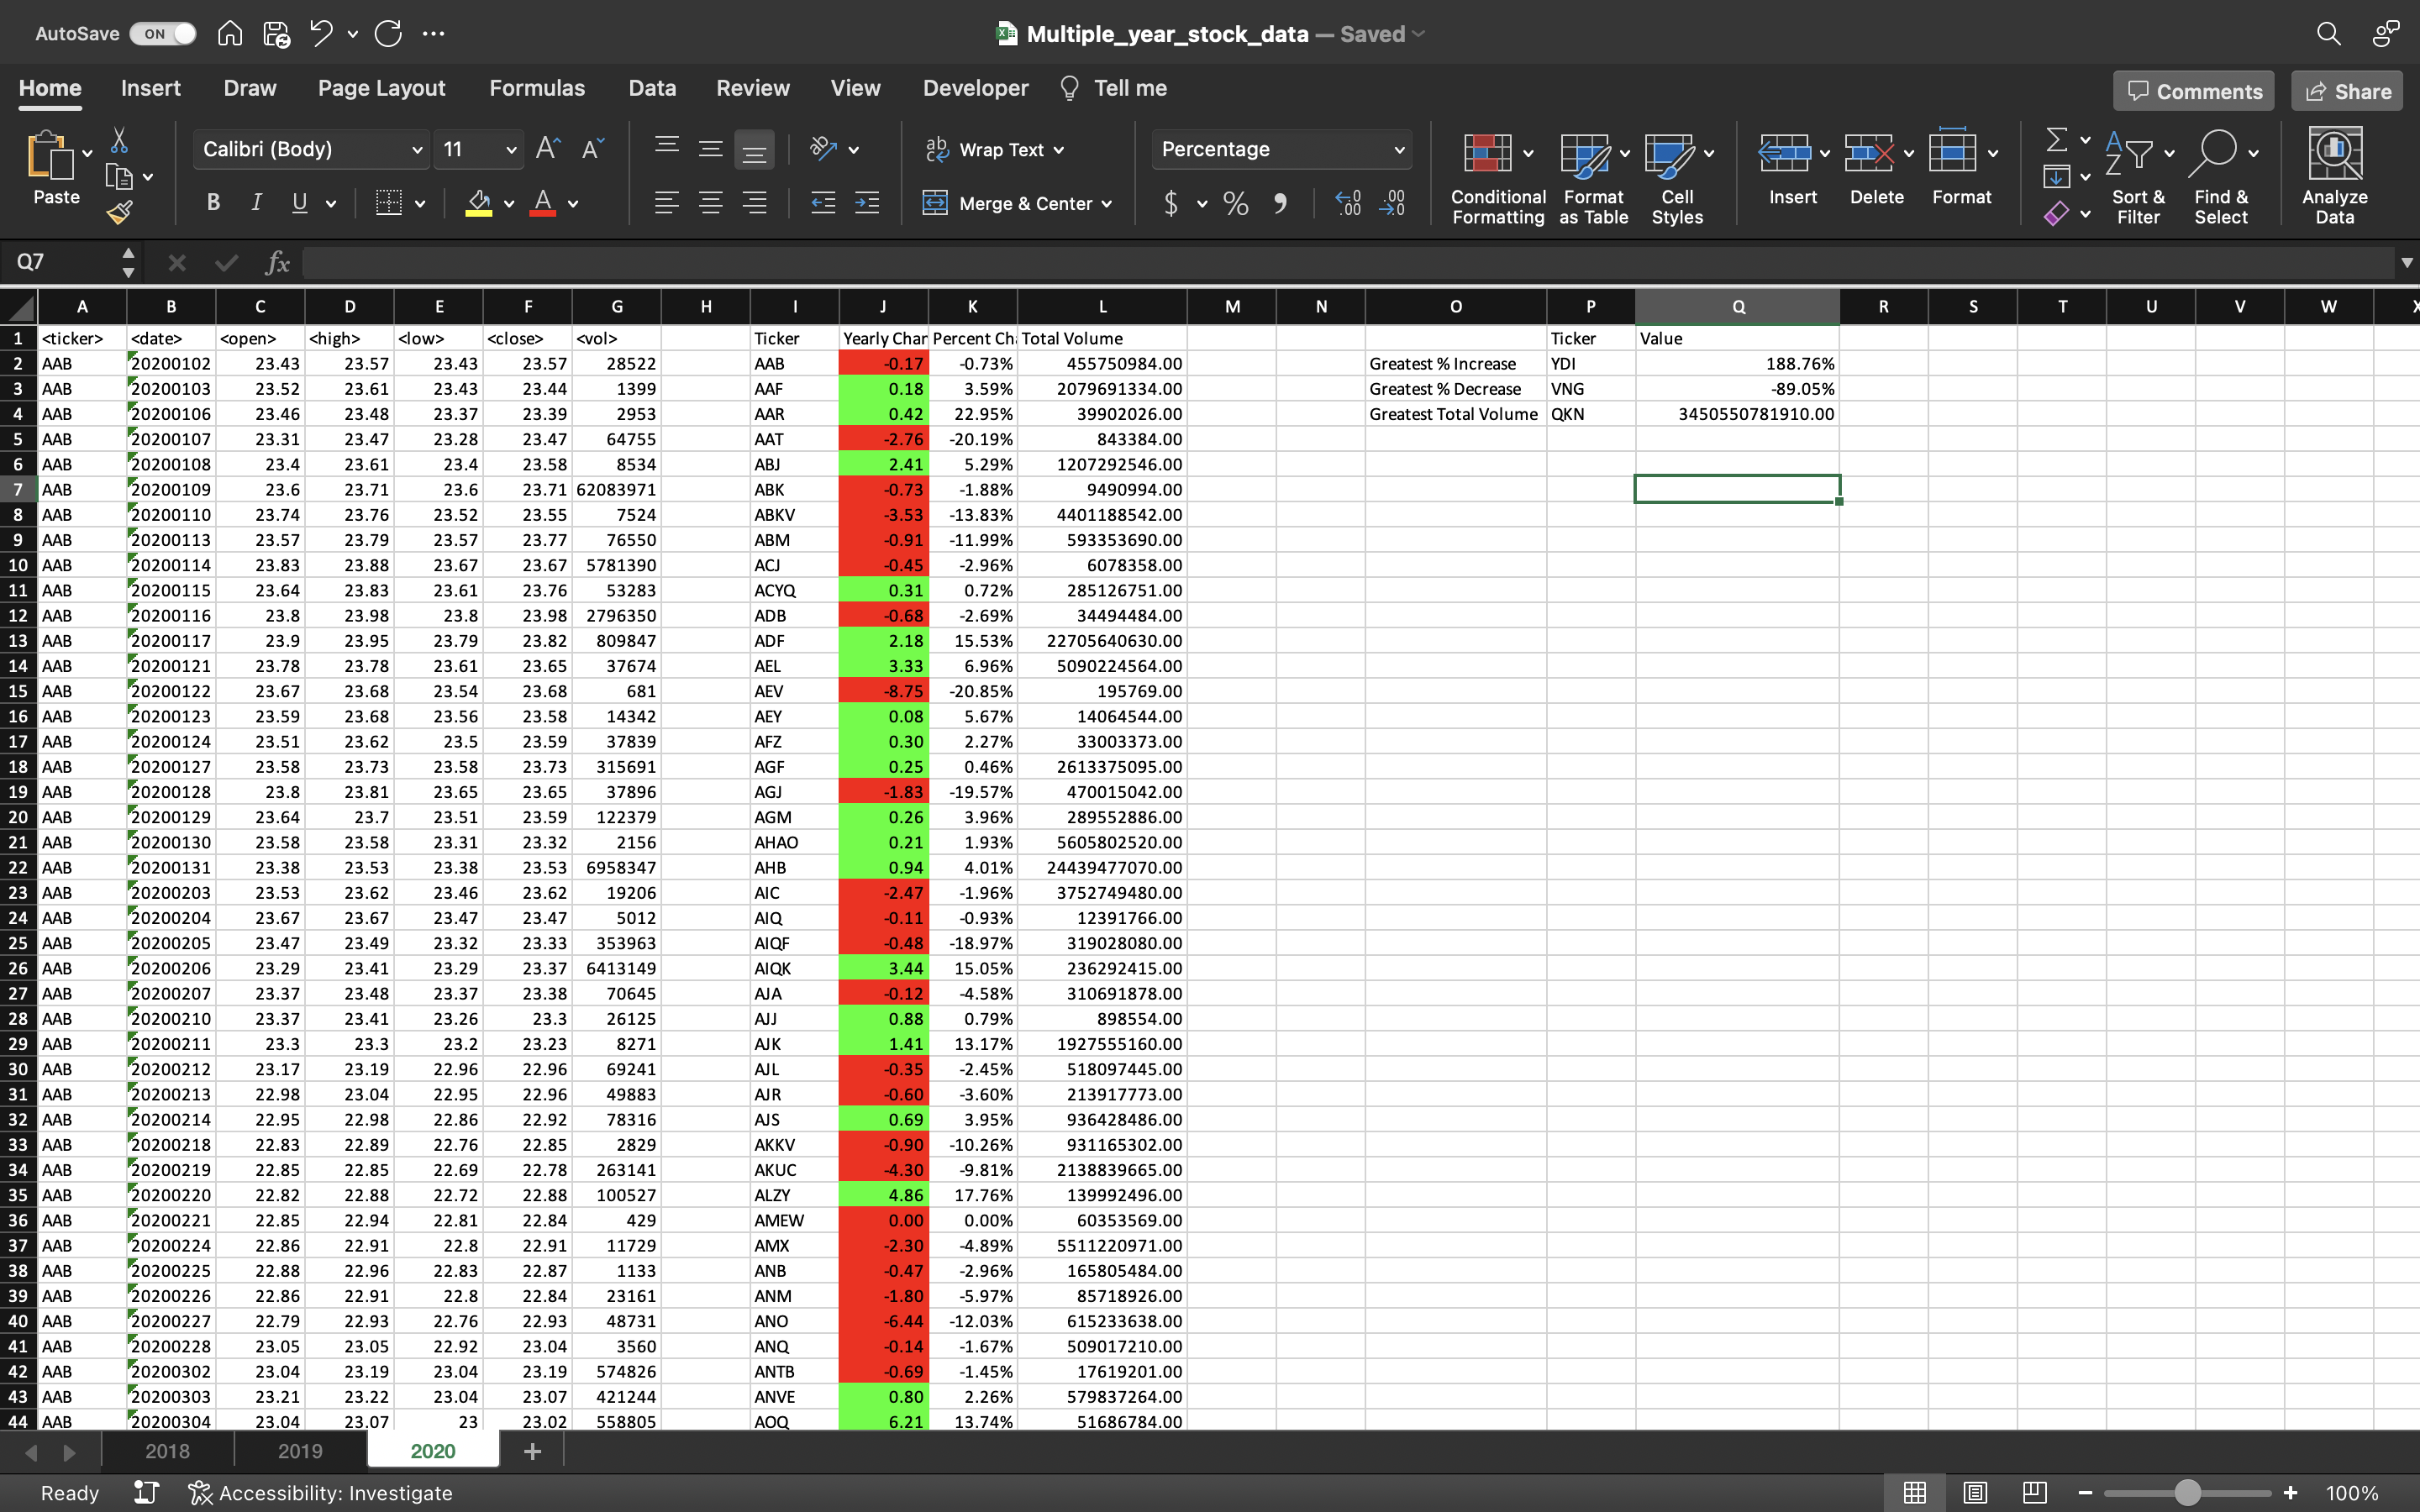 AutoSave ON Multiple_year_stock_data — Saved
Home Insert Draw Page Layout Formulas Data Review View Developer Tell me Comments Share
Paste Calibri (Body) 11 Wrap Text Percentage Conditional Formatting Format as Table Cell Styles Insert Delete Format Sort & Filter Find & Select Analyze Data
B I U Merge & Center $ %
Q7 fx
A B C D E F G H I J K L M N O P Q R S T U V W X
1 <ticker> <date> <open> <high> <low> <close> <vol> Ticker Yearly Char Percent Ch Total Volume Ticker Value
2 AAB 20200102 23.43 23.57 23.43 23.57 28522 AAB -0.17 -0.73% 455750984.00 Greatest % Increase YDI 188.76%
3 AAB 20200103 23.52 23.61 23.43 23.44 1399 AAF 0.18 3.59% 2079691334.00 Greatest % Decrease VNG -89.05%
4 AAB 20200106 23.46 23.48 23.37 23.39 2953 AAR 0.42 22.95% 39902026.00 Greatest Total Volume QKN 3450550781910.00
5 AAB 20200107 23.31 23.47 23.28 23.47 64755 AAT -2.76 -20.19% 843384.00
6 AAB 20200108 23.4 23.61 23.4 23.58 8534 ABJ 2.41 5.29% 1207292546.00
7 AAB 20200109 23.6 23.71 23.6 23.71 62083971 ABK -0.73 -1.88% 9490994.00
8 AAB 20200110 23.74 23.76 23.52 23.55 7524 ABKV -3.53 -13.83% 4401188542.00
9 AAB 20200113 23.57 23.79 23.57 23.77 76550 ABM -0.91 -11.99% 593353690.00
10 AAB 20200114 23.83 23.88 23.67 23.67 5781390 ACJ -0.45 -2.96% 6078358.00
11 AAB 20200115 23.64 23.83 23.61 23.76 53283 ACYQ 0.31 0.72% 285126751.00
12 AAB 20200116 23.8 23.98 23.8 23.98 2796350 ADB -0.68 -2.69% 34494484.00
13 AAB 20200117 23.9 23.95 23.79 23.82 809847 ADF 2.18 15.53% 22705640630.00
14 AAB 20200121 23.78 23.78 23.61 23.65 37674 AEL 3.33 6.96% 5090224564.00
15 AAB 20200122 23.67 23.68 23.54 23.68 681 AEV -8.75 -20.85% 195769.00
16 AAB 20200123 23.59 23.68 23.56 23.58 14342 AEY 0.08 5.67% 14064544.00
17 AAB 20200124 23.51 23.62 23.5 23.59 37839 AFZ 0.30 2.27% 33003373.00
18 AAB 20200127 23.58 23.73 23.58 23.73 315691 AGF 0.25 0.46% 2613375095.00
19 AAB 20200128 23.8 23.81 23.65 23.65 37896 AGJ -1.83 -19.57% 470015042.00
20 AAB 20200129 23.64 23.7 23.51 23.59 122379 AGM 0.26 3.96% 289552886.00
21 AAB 20200130 23.58 23.58 23.31 23.32 2156 AHAO 0.21 1.93% 5605802520.00
22 AAB 20200131 23.38 23.53 23.38 23.53 6958347 AHB 0.94 4.01% 24439477070.00
23 AAB 20200203 23.53 23.62 23.46 23.62 19206 AIC -2.47 -1.96% 3752749480.00
24 AAB 20200204 23.67 23.67 23.47 23.47 5012 AIQ -0.11 -0.93% 12391766.00
25 AAB 20200205 23.47 23.49 23.32 23.33 353963 AIQF -0.48 -18.97% 319028080.00
26 AAB 20200206 23.29 23.41 23.29 23.37 6413149 AIQK 3.44 15.05% 236292415.00
27 AAB 20200207 23.37 23.48 23.37 23.38 70645 AJA -0.12 -4.58% 310691878.00
28 AAB 20200210 23.37 23.41 23.26 23.3 26125 AJJ 0.88 0.79% 898554.00
29 AAB 20200211 23.3 23.3 23.2 23.23 8271 AJK 1.41 13.17% 1927555160.00
30 AAB 20200212 23.17 23.19 22.96 22.96 69241 AJL -0.35 -2.45% 518097445.00
31 AAB 20200213 22.98 23.04 22.95 22.96 49883 AJR -0.60 -3.60% 213917773.00
32 AAB 20200214 22.95 22.98 22.86 22.92 78316 AJS 0.69 3.95% 936428486.00
33 AAB 20200218 22.83 22.89 22.76 22.85 2829 AKKV -0.90 -10.26% 931165302.00
34 AAB 20200219 22.85 22.85 22.69 22.78 263141 AKUC -4.30 -9.81% 2138839665.00
35 AAB 20200220 22.82 22.88 22.72 22.88 100527 ALZY 4.86 17.76% 139992496.00
36 AAB 20200221 22.85 22.94 22.81 22.84 429 AMEW 0.00 0.00% 60353569.00
37 AAB 20200224 22.86 22.91 22.8 22.91 11729 AMX -2.30 -4.89% 5511220971.00
38 AAB 20200225 22.88 22.96 22.83 22.87 1133 ANB -0.47 -2.96% 165805484.00
39 AAB 20200226 22.86 22.91 22.8 22.84 23161 ANM -1.80 -5.97% 85718926.00
40 AAB 20200227 22.79 22.93 22.76 22.93 48731 ANO -6.44 -12.03% 615233638.00
41 AAB 20200228 23.05 23.05 22.92 23.04 3560 ANQ -0.14 -1.67% 509017210.00
42 AAB 20200302 23.04 23.19 23.04 23.19 574826 ANTB -0.69 -1.45% 17619201.00
43 AAB 20200303 23.21 23.22 23.04 23.07 421244 ANVE 0.80 2.26% 579837264.00
44 AAB 20200304 23.04 23.07 23 23.02 558805 AOQ 6.21 13.74% 51686784.00
2018 2019 2020
Ready Accessibility: Investigate 100%